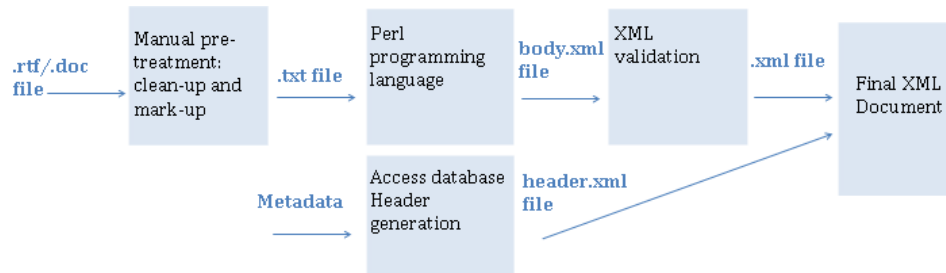 .rtf/.doc
file
Manual pre-
treatment:
clean-up and
mark-up
.txt file
Perl
programming
language
body.xml
file
XML
validation
.xml file
Final XML
Document
Metadata
Access database
Header
generation
header.xml
file